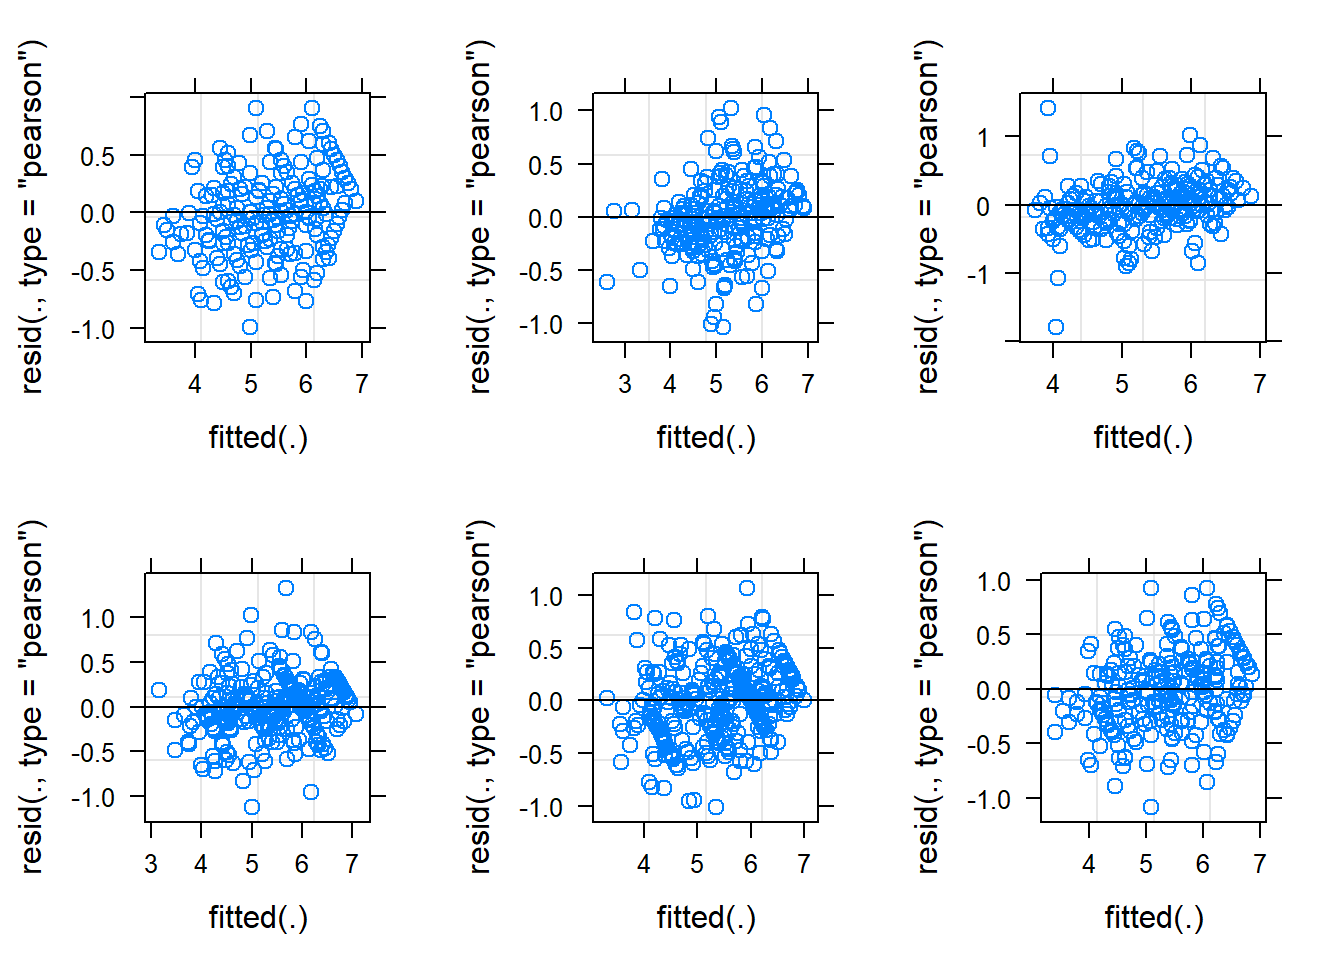 resid(., type = "pearson")
0.5
0.0
-0.5
-1.0
4 5 6 7
fitted(.)
resid(., type = "pearson")
1.0
0.5
0.0
-0.5
-1.0
3 4 5 6 7
fitted(.)
resid(., type = "pearson")
1
0
-1
4 5 6 7
fitted(.)
resid(., type = "pearson")
1.0
0.5
0.0
-0.5
-1.0
3 4 5 6 7
fitted(.)
resid(., type = "pearson")
1.0
0.5
0.0
-0.5
-1.0
4 5 6 7
fitted(.)
resid(., type = "pearson")
1.0
0.5
0.0
-0.5
-1.0
4 5 6 7
fitted(.)